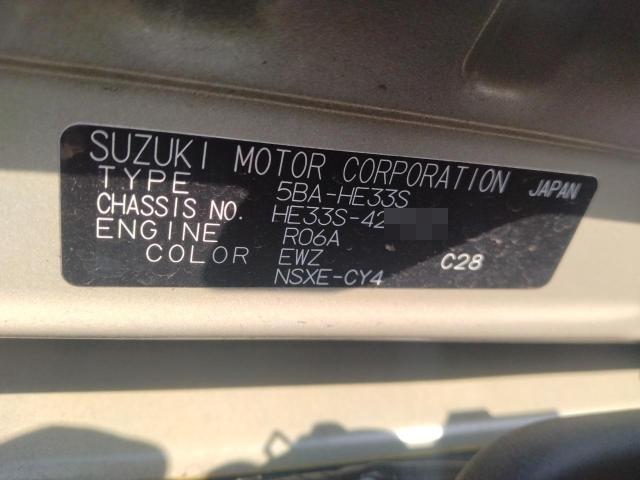 SUZUKI MOTOR CORPORATION JAPAN
TYPE 5BA-HE33S
CHASSIS NO. HE33S-42
ENGINE R06A
COLOR EWZ C28
NSXE-CY4